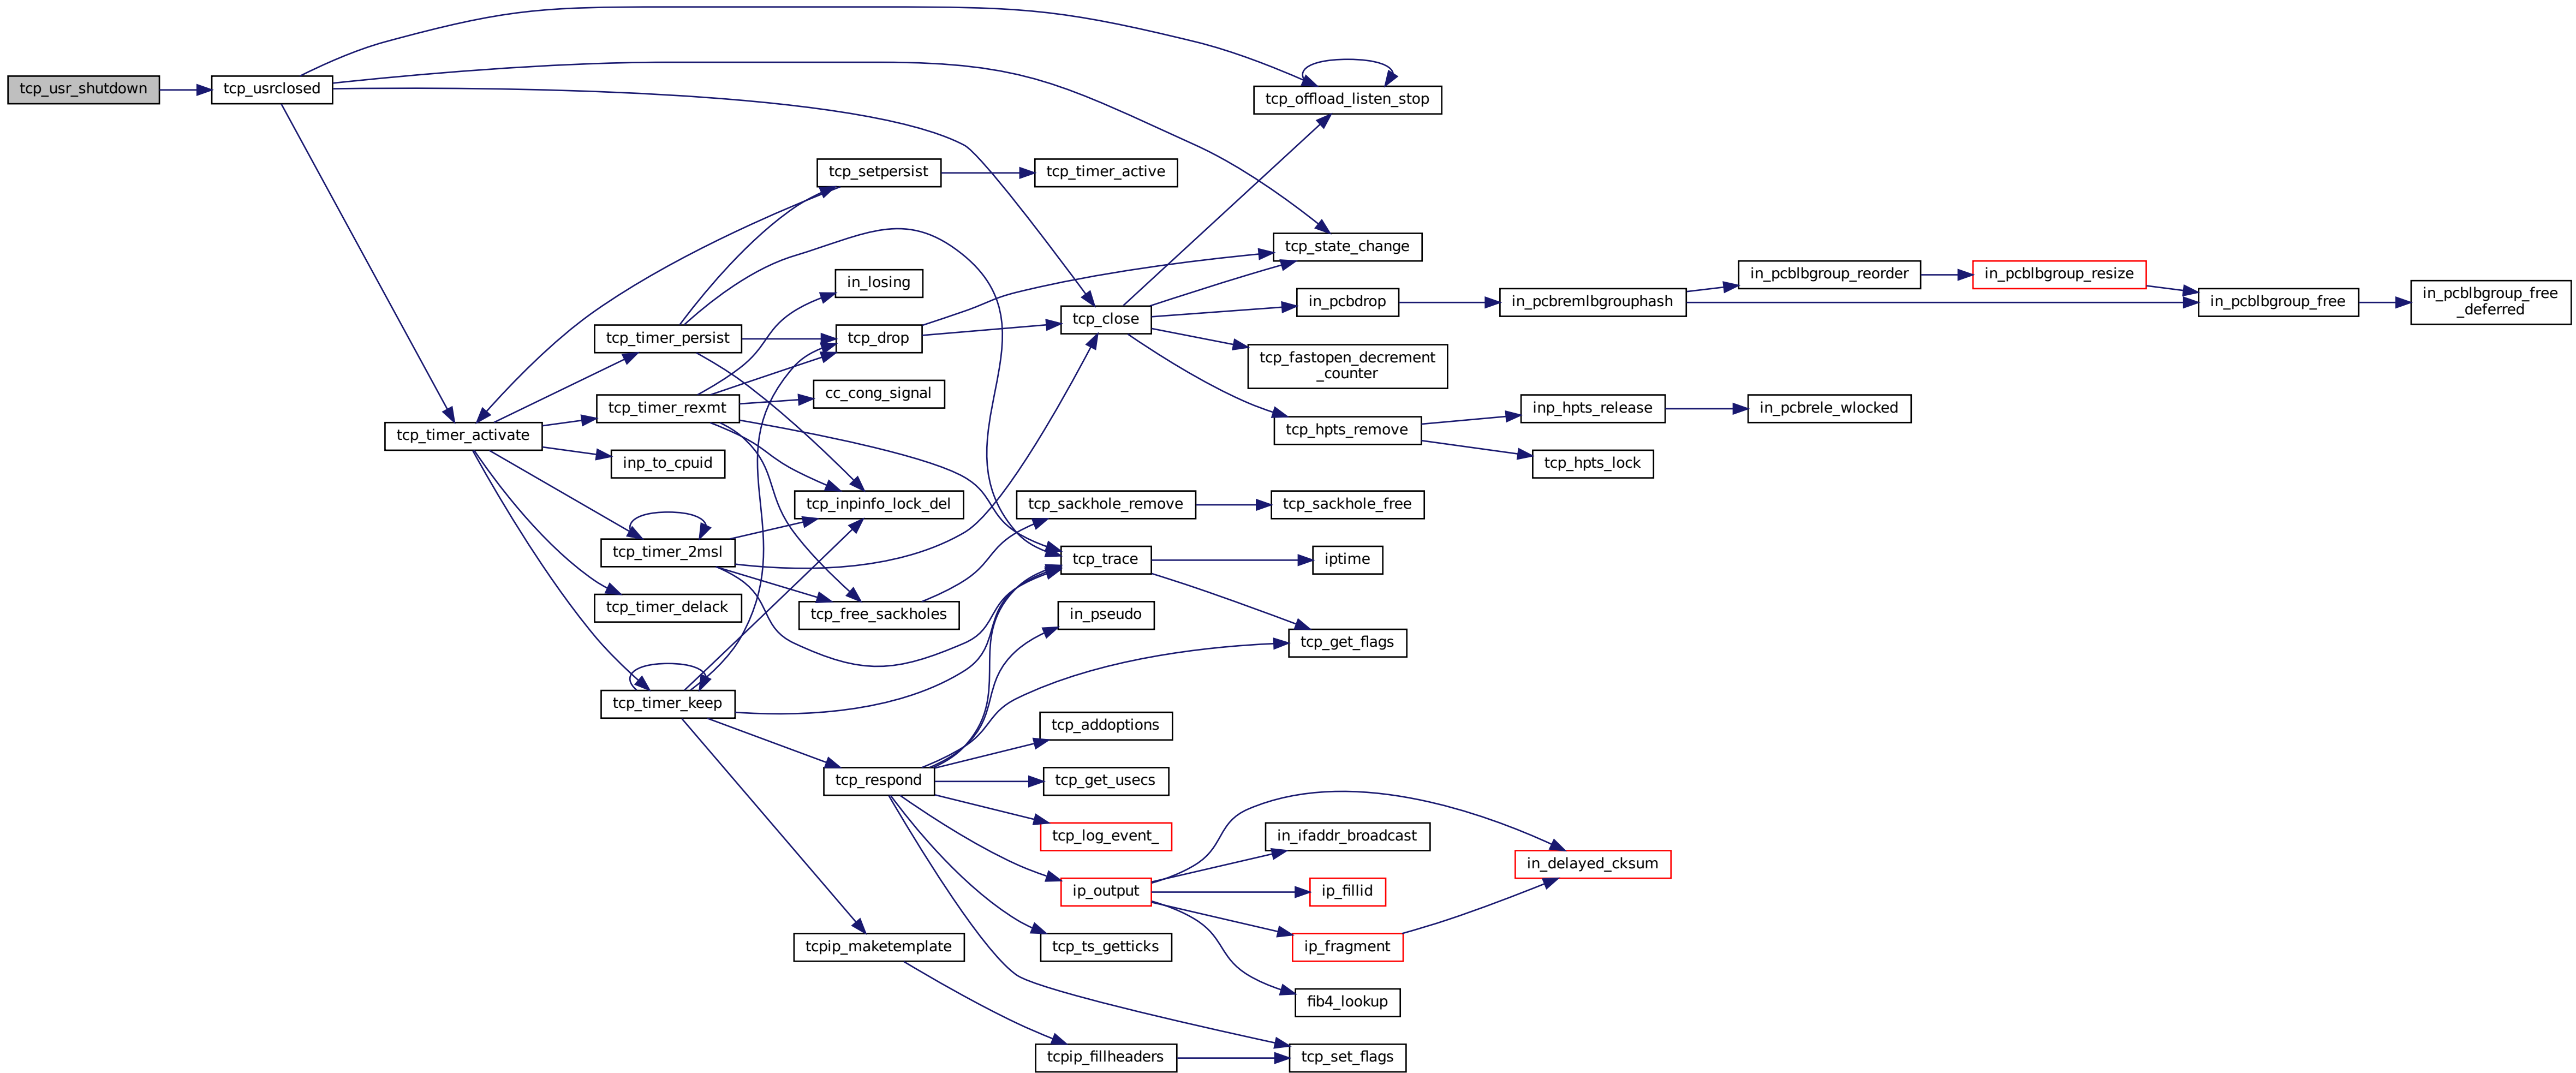 tcp_usr_shutdown
tcp_usrclosed
tcp_offload_listen_stop
tcp_setpersist
tcp_timer_active
tcp_state_change
in_losing
in_pcblbgroup_reorder
in_pcblbgroup_resize
in_pcbdrop
in_pcbremlbgrouphash
in_pcblbgroup_free
in_pcblbgroup_free
_deferred
tcp_close
tcp_timer_persist
tcp_drop
tcp_fastopen_decrement
_counter
cc_cong_signal
tcp_timer_rexmt
inp_hpts_release
in_pcbrele_wlocked
tcp_timer_activate
tcp_hpts_remove
inp_to_cpuid
tcp_hpts_lock
tcp_inpinfo_lock_del
tcp_sackhole_remove
tcp_sackhole_free
tcp_timer_2msl
tcp_trace
iptime
tcp_timer_delack
tcp_free_sackholes
in_pseudo
tcp_get_flags
tcp_timer_keep
tcp_addoptions
tcp_respond
tcp_get_usecs
tcp_log_event_
in_ifaddr_broadcast
in_delayed_cksum
ip_output
ip_fillid
tcpip_maketemplate
tcp_ts_getticks
ip_fragment
fib4_lookup
tcpip_fillheaders
tcp_set_flags